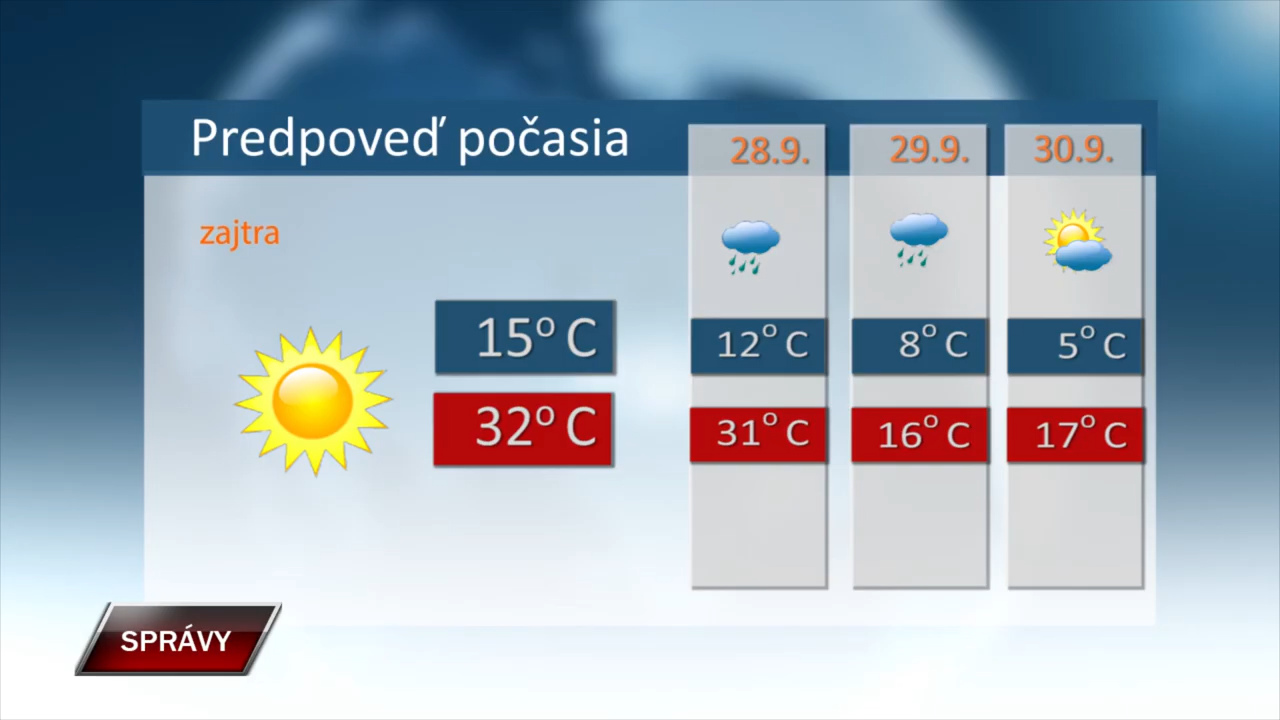 Predpoveď počasia
zajtra
15° C
32° C
28.9.
12° C
31° C
29.9.
8° C
16° C
30.9.
5° C
17° C
SPRÁVY